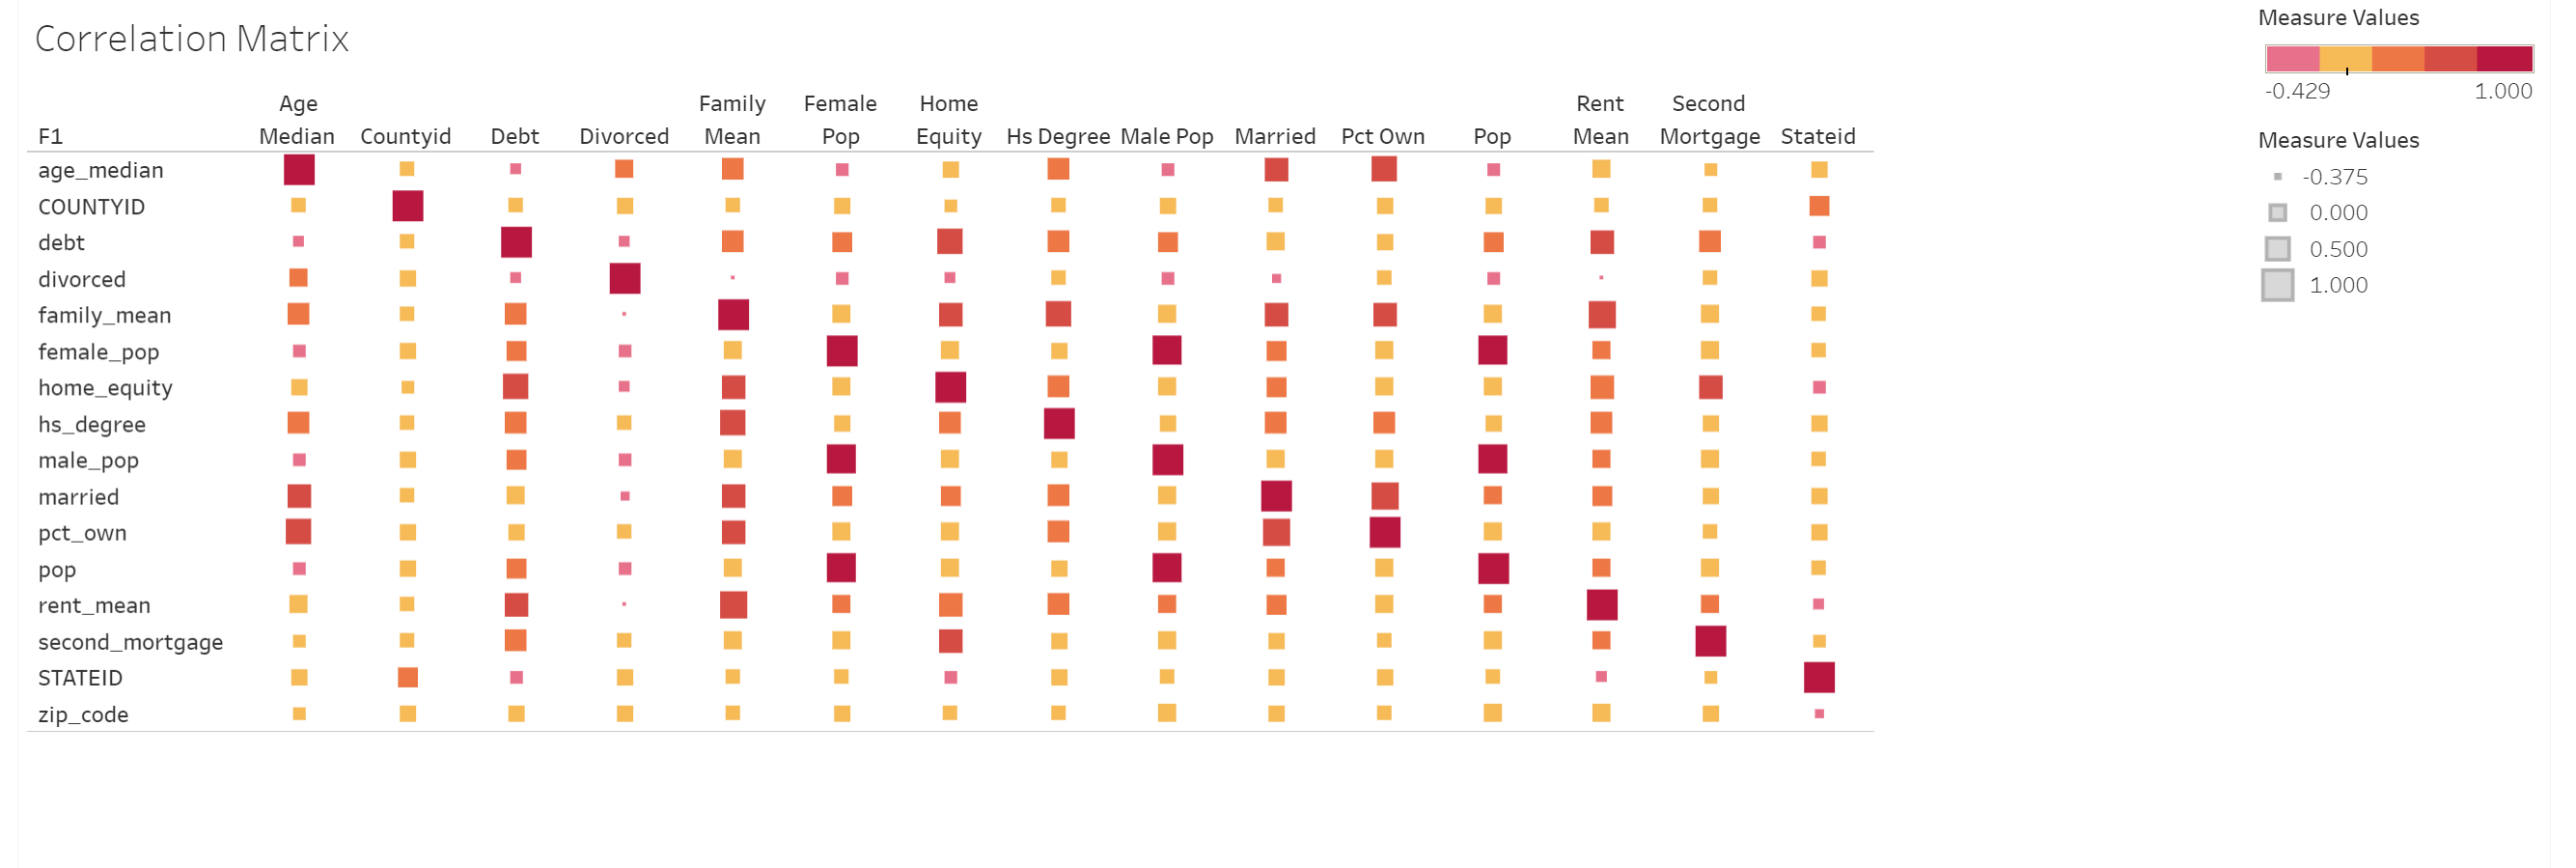 Correlation Matrix
Measure Values
-0.429 1.000
Measure Values
-0.375
0.000
0.500
1.000
Age Family Female Home Rent Second
F1 Median Countyid Debt Divorced Mean Pop Equity Hs Degree Male Pop Married Pct Own Pop Mean Mortgage Stateid
age_median
COUNTYID
debt
divorced
family_mean
female_pop
home_equity
hs_degree
male_pop
married
pct_own
pop
rent_mean
second_mortgage
STATEID
zip_code